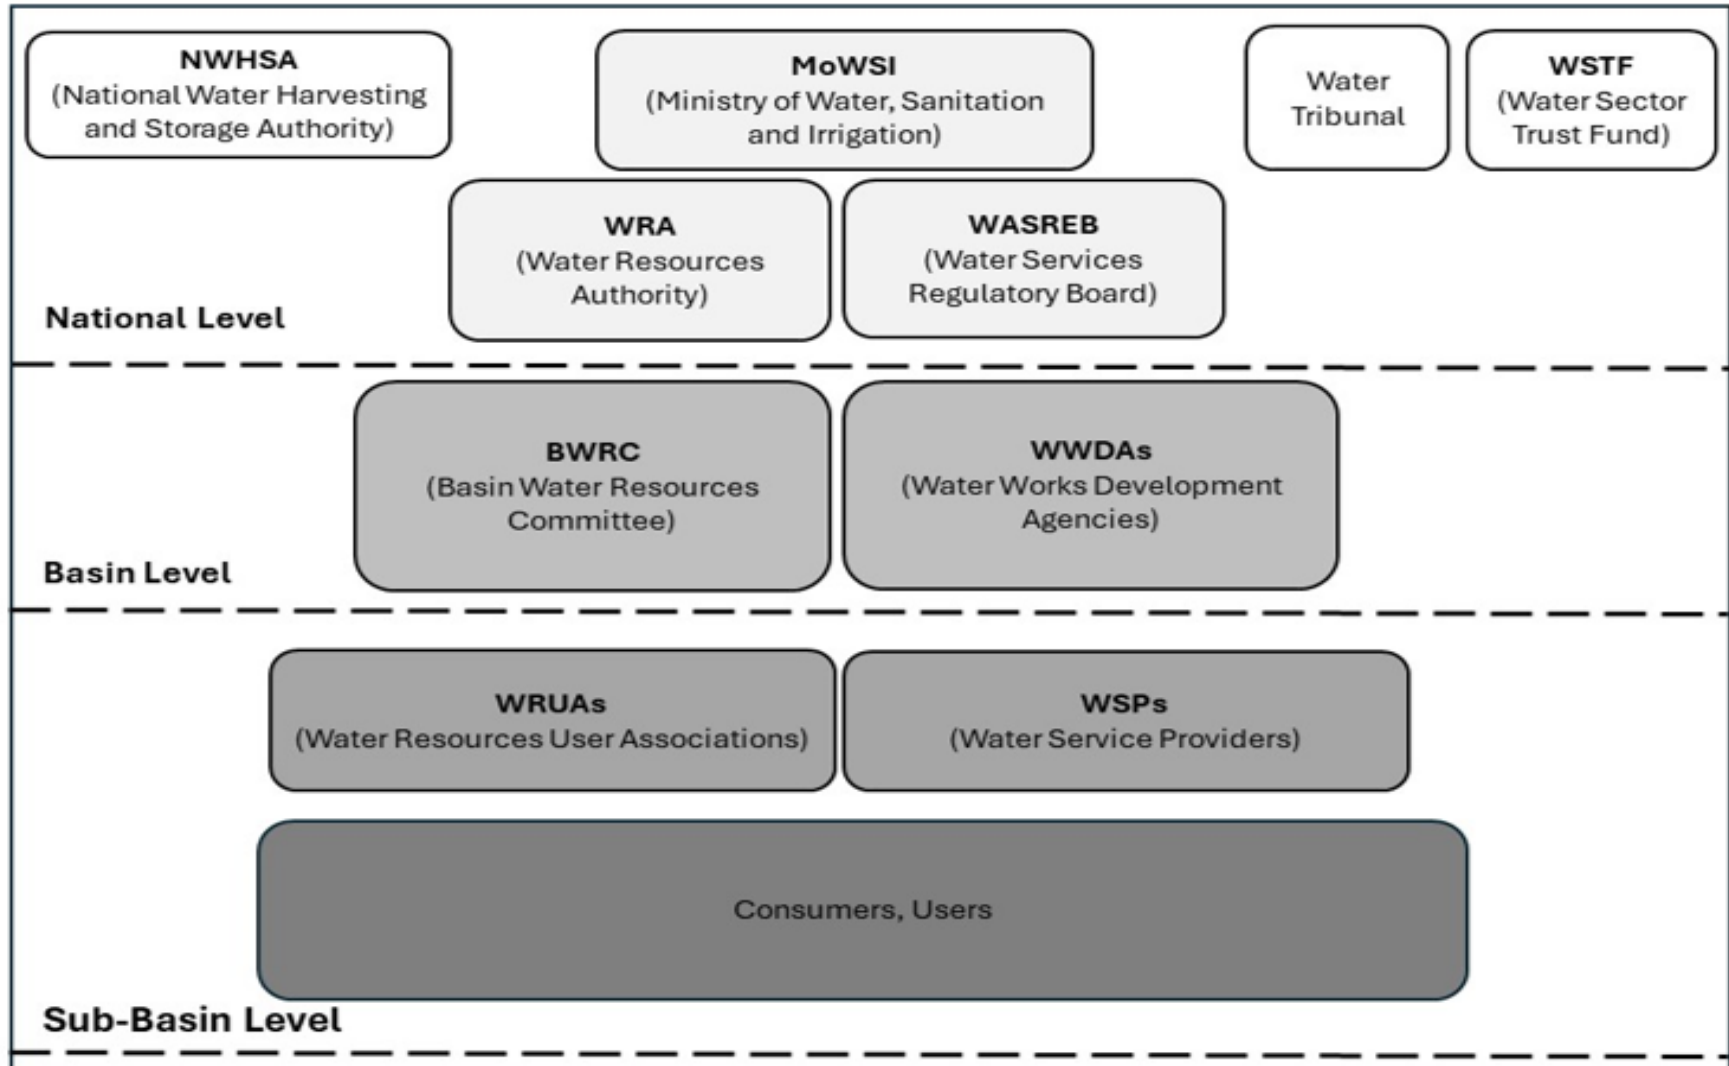 NWHSA
(National Water Harvesting
and Storage Authority)
MoWSI
(Ministry of Water, Sanitation
and Irrigation)
Water
Tribunal
WSTF
(Water Sector
Trust Fund)
WRA
(Water Resources
Authority)
WASREB
(Water Services
Regulatory Board)
National Level
BWRC
(Basin Water Resources
Committee)
WWDAs
(Water Works Development
Agencies)
Basin Level
WRUAs
(Water Resources User Associations)
WSPs
(Water Service Providers)
Consumers, Users
Sub-Basin Level